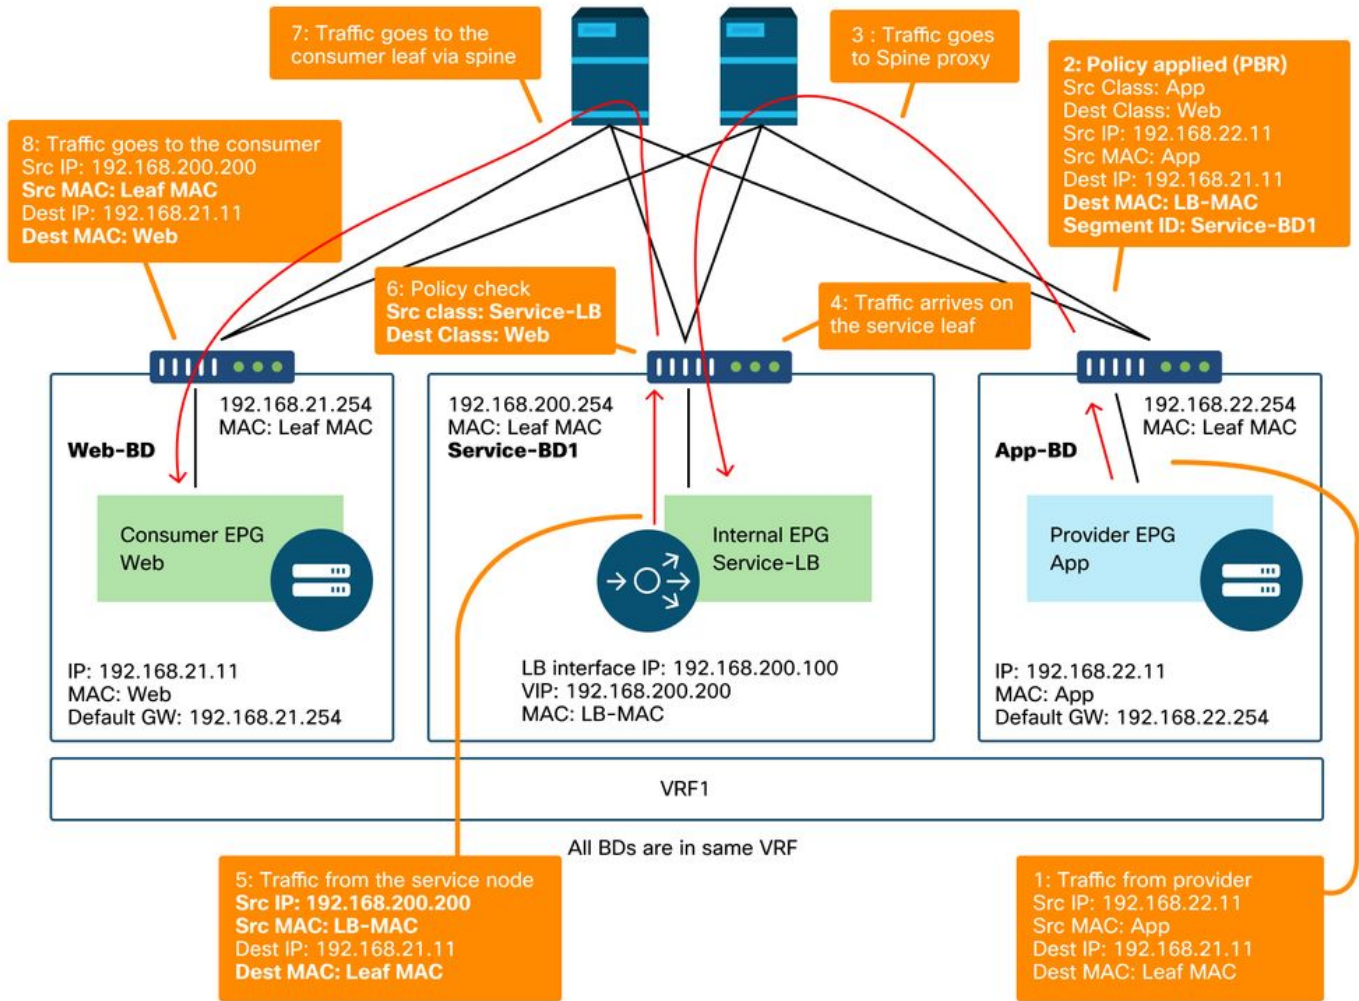 7: Traffic goes to the
consumer leaf via spine
3 : Traffic goes
to Spine proxy
2: Policy applied (PBR)
Src Class: App
Dest Class: Web
Src IP: 192.168.22.11
Src MAC: App
Dest IP: 192.168.21.11
Dest MAC: LB-MAC
Segment ID: Service-BD1
8: Traffic goes to the consumer
Src IP: 192.168.200.200
Src MAC: Leaf MAC
Dest IP: 192.168.21.11
Dest MAC: Web
6: Policy check
Src class: Service-LB
Dest Class: Web
4: Traffic arrives on
the service leaf
192.168.21.254
MAC: Leaf MAC
Web-BD
Consumer EPG
Web
IP: 192.168.21.11
MAC: Web
Default GW: 192.168.21.254
192.168.200.254
MAC: Leaf MAC
Service-BD1
Internal EPG
Service-LB
LB interface IP: 192.168.200.100
VIP: 192.168.200.200
MAC: LB-MAC
192.168.22.254
MAC: Leaf MAC
App-BD
Provider EPG
App
IP: 192.168.22.11
MAC: App
Default GW: 192.168.22.254
VRF1
All BDs are in same VRF
5: Traffic from the service node
Src IP: 192.168.200.200
Src MAC: LB-MAC
Dest IP: 192.168.21.11
Dest MAC: Leaf MAC
1: Traffic from provider
Src IP: 192.168.22.11
Src MAC: App
Dest IP: 192.168.21.11
Dest MAC: Leaf MAC